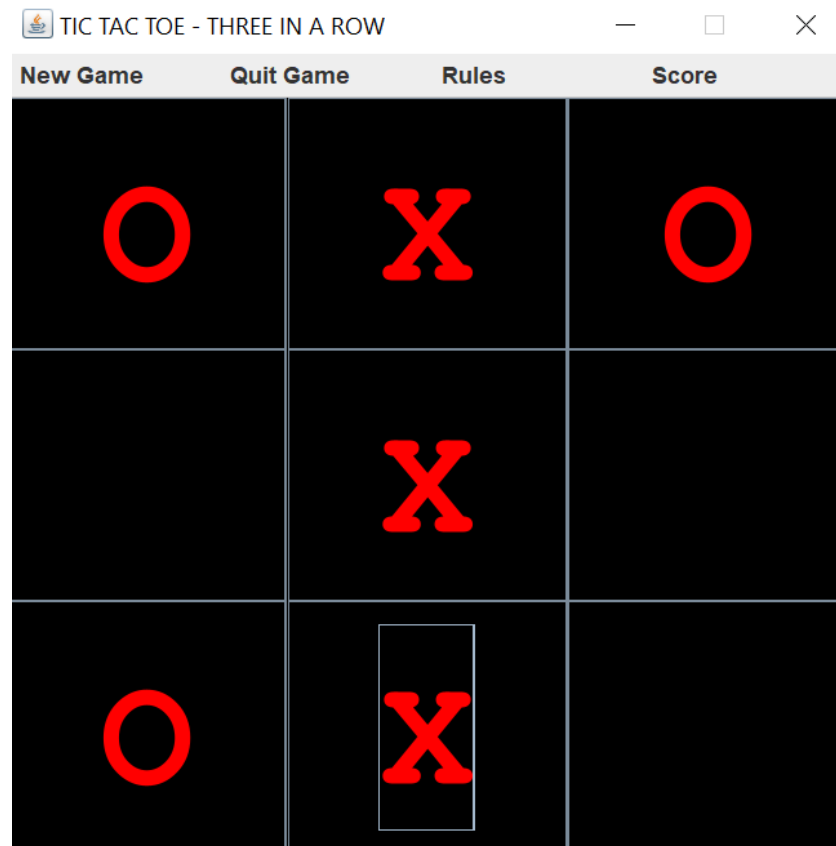 TIC TAC TOE - THREE IN A ROW
New Game Quit Game Rules Score
O X O
X
O X